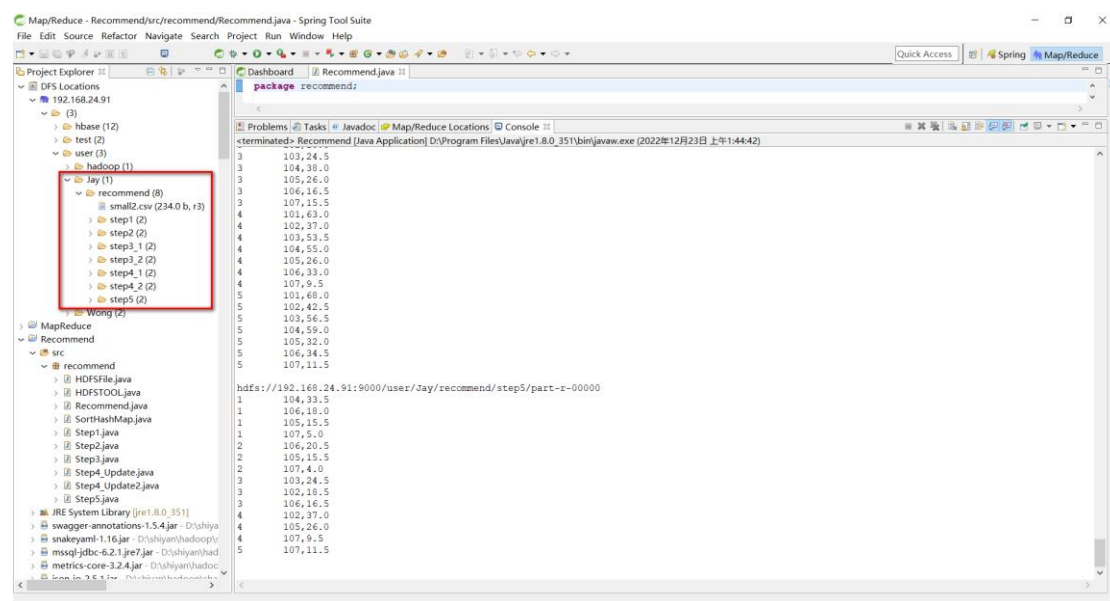 Map/Reduce - Recommend/src/recommend/Recommend.java - Spring Tool Suite
File Edit Source Refactor Navigate Search Project Run Window Help
Quick Access Spring Map/Reduce
Project Explorer
DFS Locations
192.168.24.91
(3)
hbase (12)
test (2)
user (3)
hadoop (1)
Jay (1)
recommend (8)
small2.csv (234.0 b, r3)
step1 (2)
step2 (2)
step3_1 (2)
step3_2 (2)
step4_1 (2)
step4_2 (2)
step5 (2)
Wong (2)
MapReduce
Recommend
src
recommend
HDFSFile.java
HDFSTOOL.java
Recommend.java
SortHashMap.java
Step1.java
Step2.java
Step3.java
Step4_Update.java
Step4_Update2.java
Step5.java
JRE System Library [jre1.8.0_351]
swagger-annotations-1.5.4.jar - D:\shiya
snakeyaml-1.16.jar - D:\shiyan\hadoop\
mssql-jdbc-6.2.1.jre7.jar - D:\shiyan\had
metrics-core-3.2.4.jar - D:\shiyan\hadoc
Dashboard Recommend.java
package recommend;
Problems Tasks Javadoc Map/Reduce Locations Console
<terminated> Recommend [Java Application] D:\Program Files\Java\jre1.8.0_351\bin\javaw.exe (2022年12月23日 上午1:44:42)
3 103,24.5
3 104,38.0
3 105,26.0
3 106,16.5
3 107,15.5
4 101,63.0
4 102,37.0
4 103,53.5
4 104,55.0
4 105,26.0
4 106,33.0
4 107,9.5
5 101,68.0
5 102,42.5
5 103,56.5
5 104,59.0
5 105,32.0
5 106,34.5
5 107,11.5
hdfs://192.168.24.91:9000/user/Jay/recommend/step5/part-r-00000
1 104,33.5
1 106,18.0
1 105,15.5
1 107,5.0
2 106,20.5
2 105,15.5
2 107,4.0
3 103,24.5
3 102,18.5
3 106,16.5
4 102,37.0
4 105,26.0
4 107,9.5
5 107,11.5